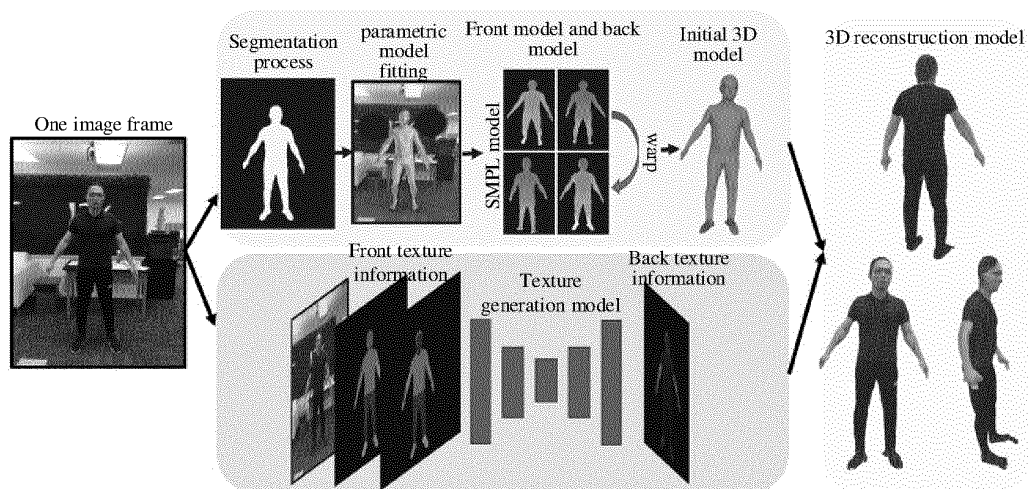 One image frame
Segmentation
process
parametric
model
fitting
Front model and back
model
SMPL model
warp
Initial 3D
model
3D reconstruction model
Front texture
information
Texture
generation model
Back texture
information